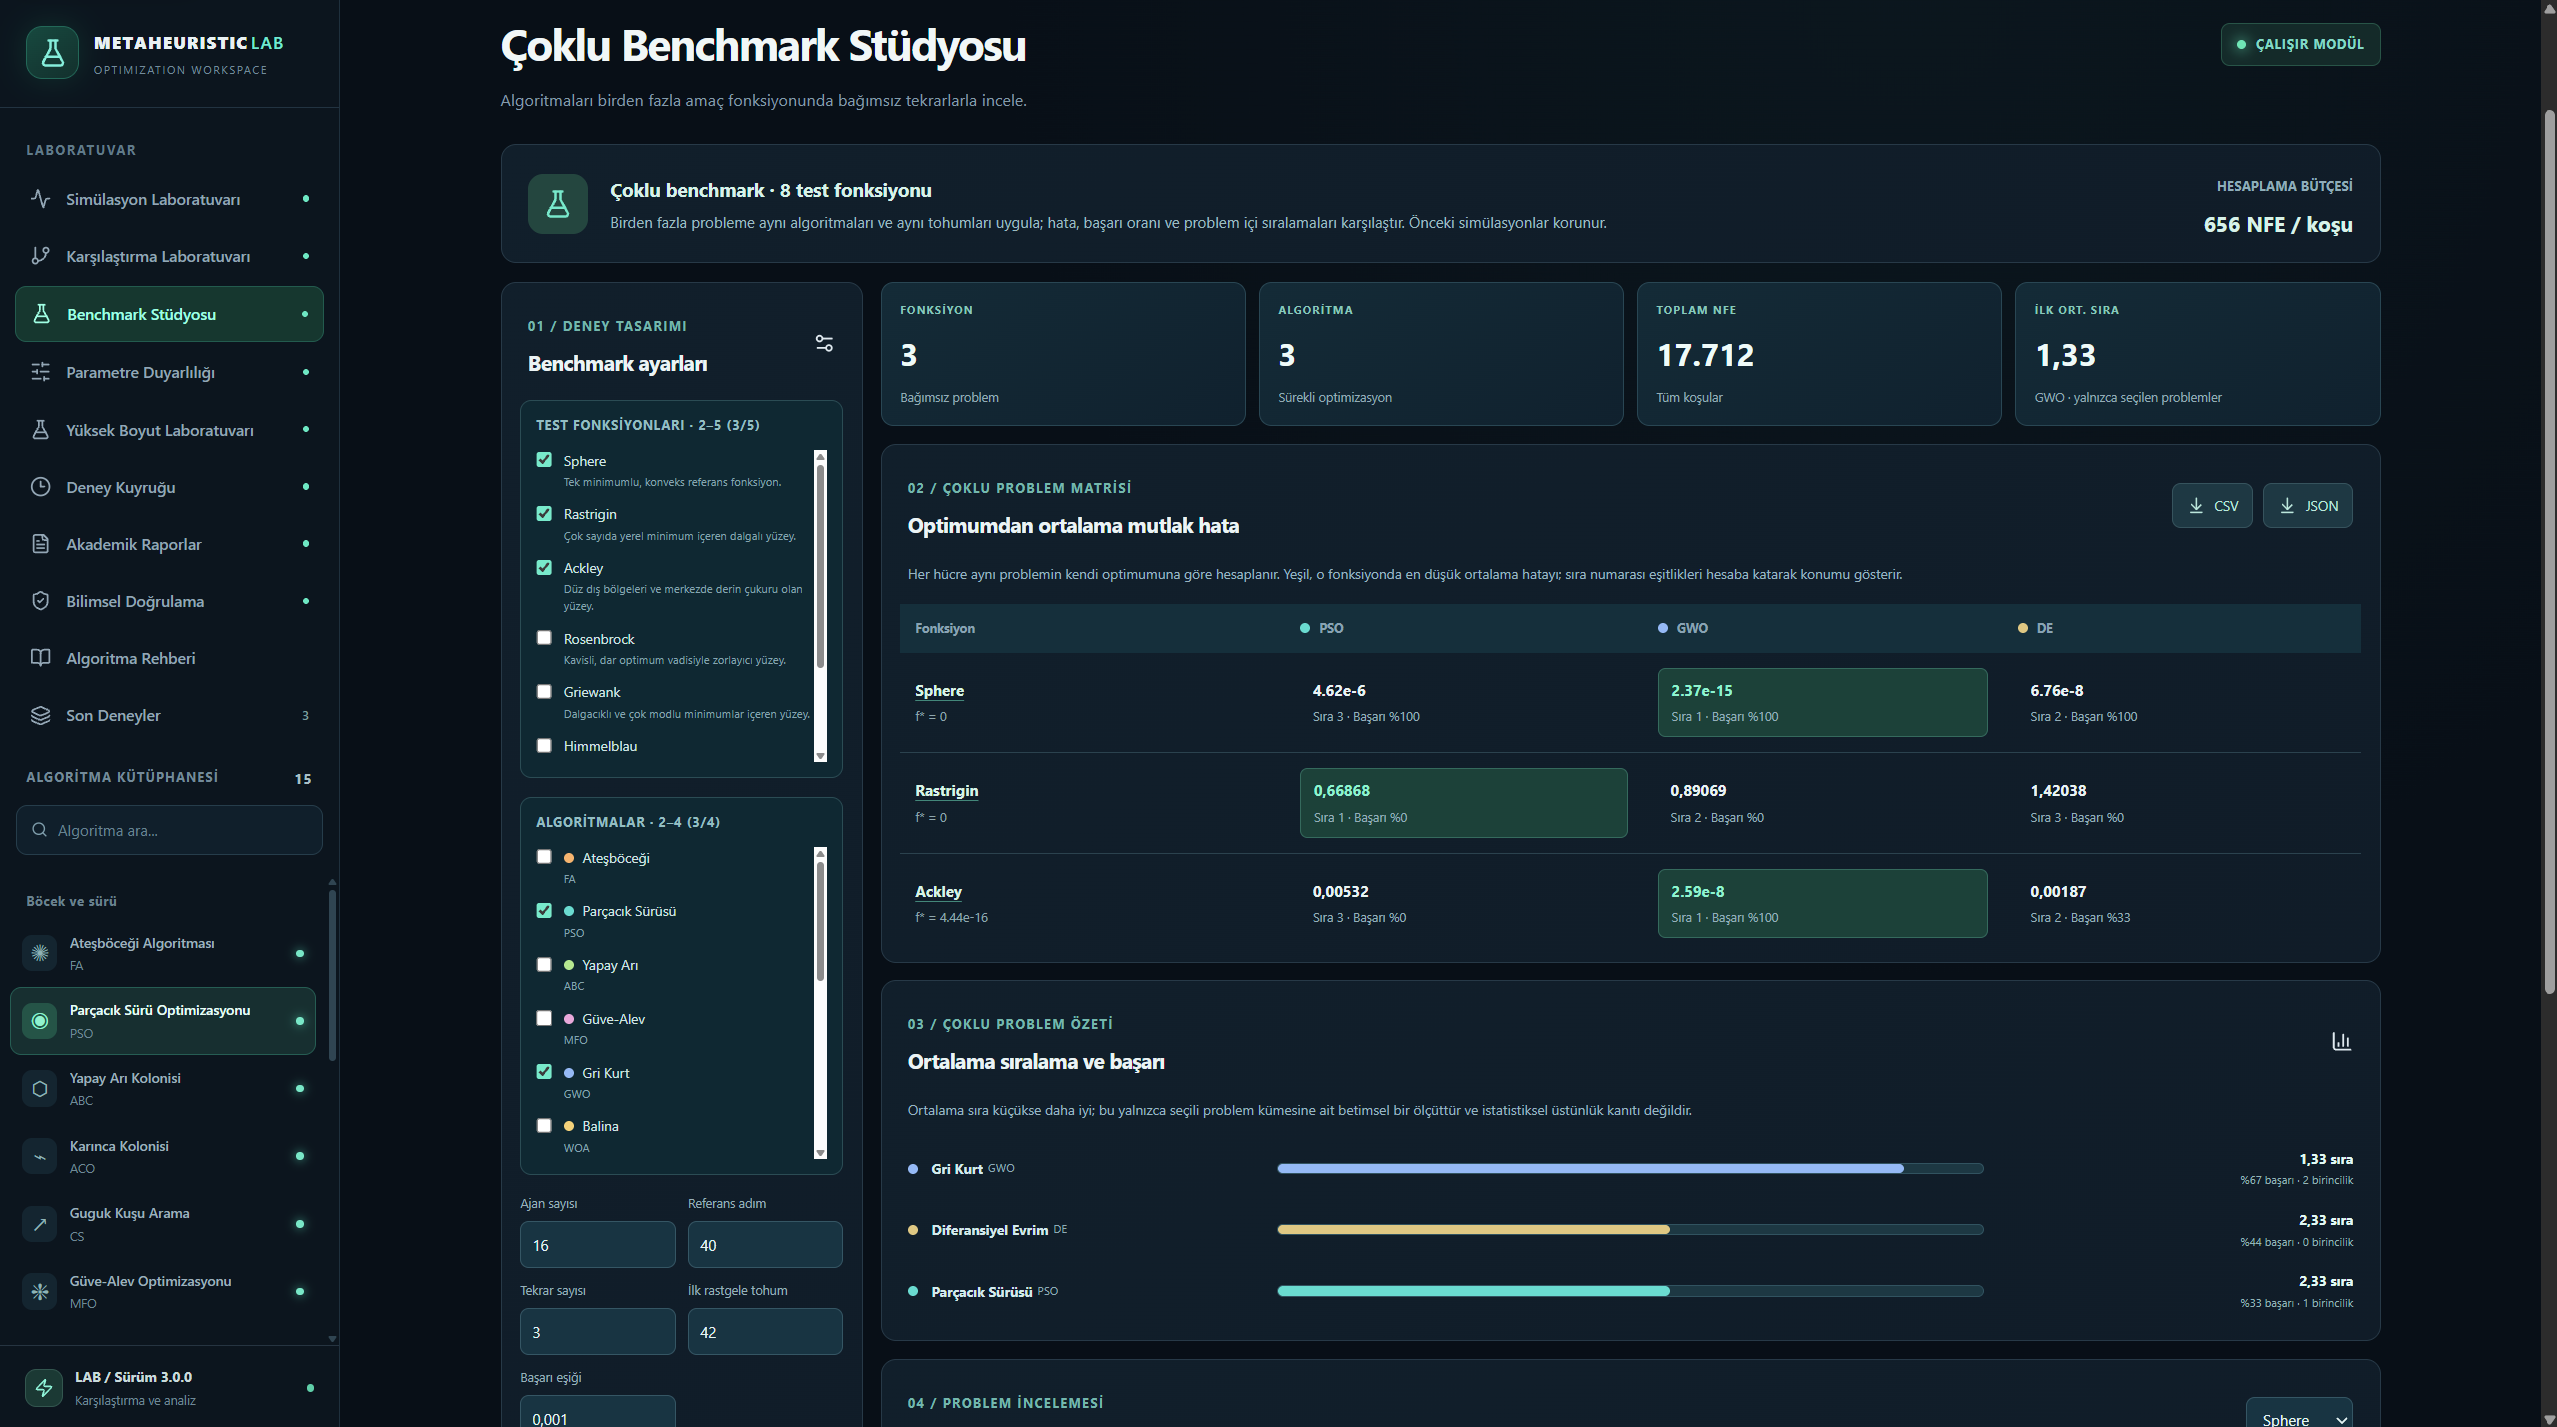 METAHEURISTIC LAB
OPTIMIZATION WORKSPACE
LABORATUVAR
Simülasyon Laboratuvarı
Karşılaştırma Laboratuvarı
Benchmark Stüdyosu
Parametre Duyarlılığı
Yüksek Boyut Laboratuvarı
Deney Kuyruğu
Akademik Raporlar
Bilimsel Doğrulama
Algoritma Rehberi
Son Deneyler 3
ALGORİTMA KÜTÜPHANESİ 15
Algoritma ara...
Böcek ve sürü
Ateşböceği Algoritması
FA
Parçacık Sürü Optimizasyonu
PSO
Yapay Arı Kolonisi
ABC
Karınca Kolonisi
ACO
Guguk Kuşu Arama
CS
Güve-Alev Optimizasyonu
MFO
LAB / Sürüm 3.0.0
Karşılaştırma ve analiz
Çoklu Benchmark Stüdyosu
Algoritmaları birden fazla amaç fonksiyonunda bağımsız tekrarlarla incele.
ÇALIŞIR MODÜL
Çoklu benchmark · 8 test fonksiyonu
Birden fazla probleme aynı algoritmaları ve aynı tohumları uygula; hata, başarı oranı ve problem içi sıralamaları karşılaştır. Önceki simülasyonlar korunur.
HESAPLAMA BÜTÇESİ
656 NFE / koşu
01 / DENEY TASARIMI
Benchmark ayarları
TEST FONKSİYONLARI · 2–5 (3/5)
Sphere
Tek minimumlu, konveks referans fonksiyon.
Rastrigin
Çok sayıda yerel minimum içeren dalgalı yüzey.
Ackley
Düz dış bölgeleri ve merkezde derin çukuru olan
yüzey.
Rosenbrock
Kavisli, dar optimum vadisiyle zorlayıcı yüzey.
Griewank
Dalgacıklı ve çok modlu minimumlar içeren yüzey.
Himmelblau
ALGORİTMALAR · 2–4 (3/4)
Ateşböceği
FA
Parçacık Sürüsü
PSO
Yapay Arı
ABC
Güve-Alev
MFO
Gri Kurt
GWO
Balina
WOA
Ajan sayısı Referans adım
16 40
Tekrar sayısı İlk rastgele tohum
3 42
Başarı eşiği
0,001
FONKSİYON
3
Bağımsız problem
ALGORİTMA
3
Sürekli optimizasyon
TOPLAM NFE
17.712
Tüm koşular
İLK ORT. SIRA
1,33
GWO · yalnızca seçilen problemler
02 / ÇOKLU PROBLEM MATRİSİ
Optimumdan ortalama mutlak hata
CSV JSON
Her hücre aynı problemin kendi optimumuna göre hesaplanır. Yeşil, o fonksiyonda en düşük ortalama hatayı; sıra numarası eşitlikleri hesaba katarak konumu gösterir.
Fonksiyon PSO GWO DE
Sphere 4.62e-6 2.37e-15 6.76e-8
f* = 0 Sıra 3 · Başarı %100 Sıra 1 · Başarı %100 Sıra 2 · Başarı %100
Rastrigin 0,66868 0,89069 1,42038
f* = 0 Sıra 1 · Başarı %0 Sıra 2 · Başarı %0 Sıra 3 · Başarı %0
Ackley 0,00532 2.59e-8 0,00187
f* = 4.44e-16 Sıra 3 · Başarı %0 Sıra 1 · Başarı %100 Sıra 2 · Başarı %33
03 / ÇOKLU PROBLEM ÖZETİ
Ortalama sıralama ve başarı
Ortalama sıra küçükse daha iyi; bu yalnızca seçili problem kümesine ait betimsel bir ölçüttür ve istatistiksel üstünlük kanıtı değildir.
Gri Kurt GWO 1,33 sıra
%67 başarı · 2 birincilik
Diferansiyel Evrim DE 2,33 sıra
%44 başarı · 0 birincilik
Parçacık Sürüsü PSO 2,33 sıra
%33 başarı · 1 birincilik
04 / PROBLEM İNCELEMESİ
Sphere